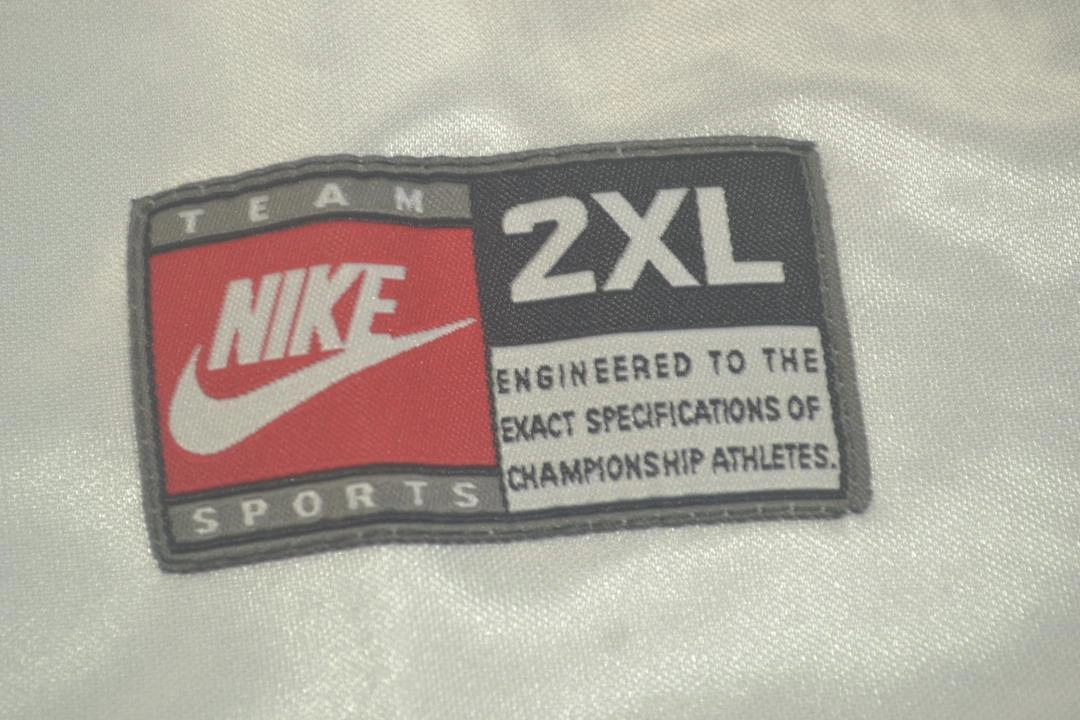 TEAM
NIKE
SPORTS
2XL
ENGINEERED TO THE
EXACT SPECIFICATIONS OF
CHAMPIONSHIP ATHLETES.